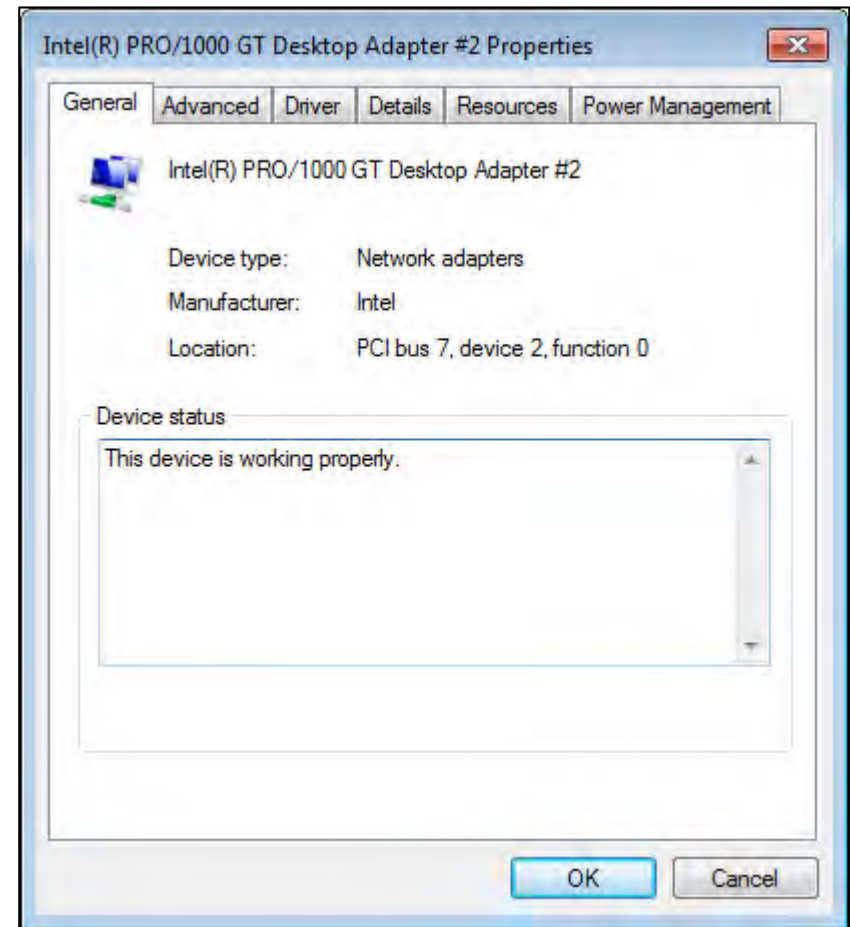 Intel(R) PRO/1000 GT Desktop Adapter #2 Properties
General Advanced Driver Details Resources Power Management
Intel(R) PRO/1000 GT Desktop Adapter #2
Device type: Network adapters
Manufacturer: Intel
Location: PCI bus 7, device 2, function 0
Device status
This device is working properly.
OK Cancel